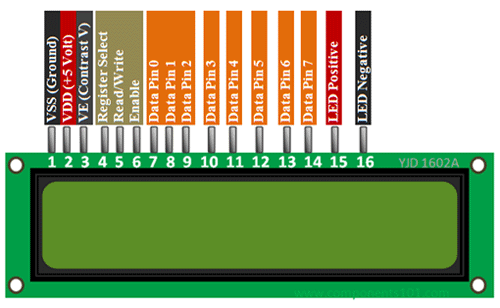 VSS (Ground)
VDD (+5 Volt)
VE (Contrast V)
Register Select
Read/Write
Enable
Data Pin 0
Data Pin 1
Data Pin 2
Data Pin 3
Data Pin 4
Data Pin 5
Data Pin 6
Data Pin 7
LED Positive
LED Negative
1 2 3 4 5 6 7 8 9 10 11 12 13 14 15 16
YJD 1602A